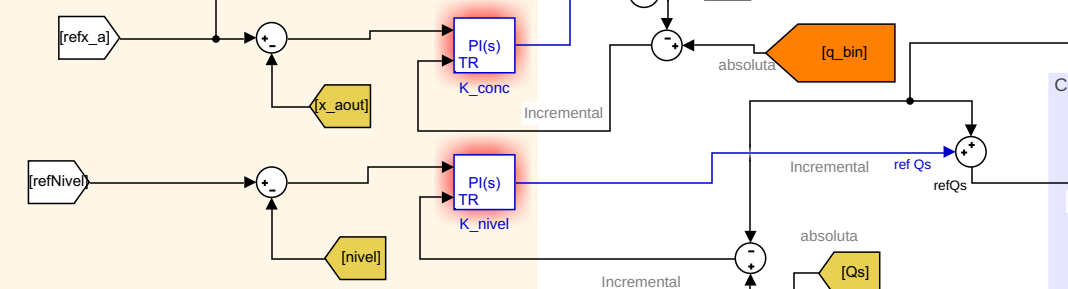 [refx_a]
PI(s)
TR
K_conc
[x_aout]
Incremental
absoluta
[q_bin]
C
[refNivel]
PI(s)
TR
K_nivel
Incremental
ref Qs
refQs
[nivel]
absoluta
[Qs]
Incremental